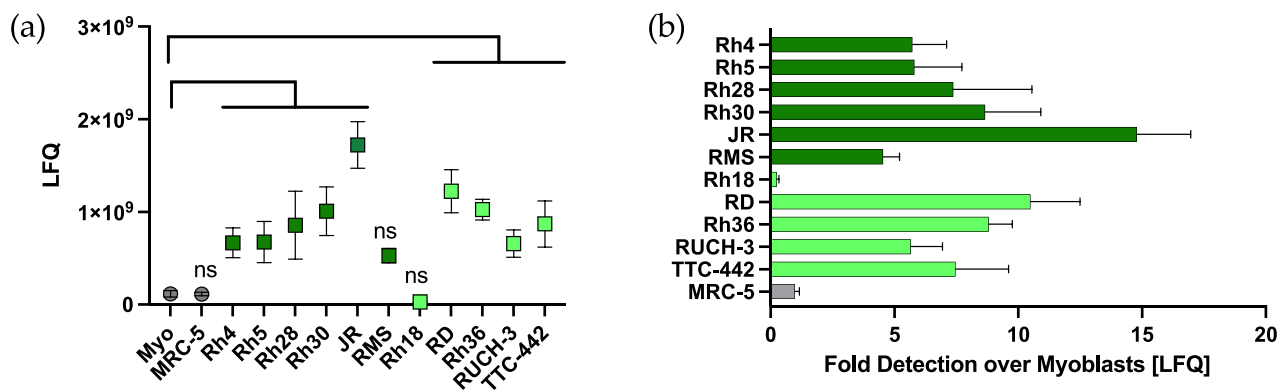 (a)
3×10⁹
2×10⁹
1×10⁹
0
LFQ
ns
ns
ns
Myo
MRC-5
Rh4
Rh5
Rh28
Rh30
JR
RMS
Rh18
RD
Rh36
RUCH-3
TTC-442
(b)
Rh4
Rh5
Rh28
Rh30
JR
RMS
Rh18
RD
Rh36
RUCH-3
TTC-442
MRC-5
0 5 10 15 20
Fold Detection over Myoblasts [LFQ]